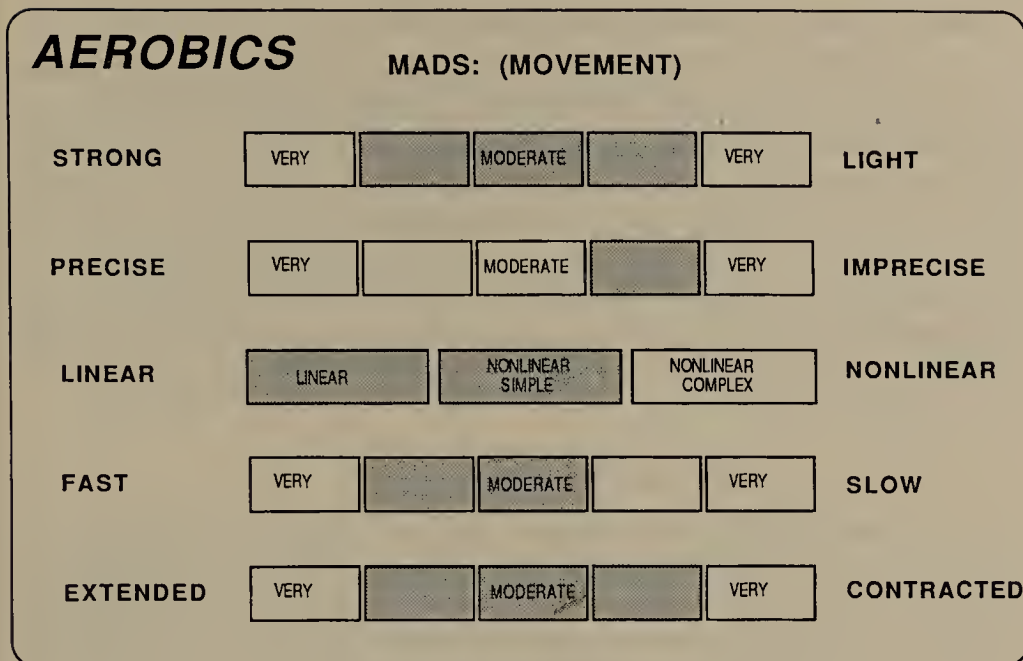 AEROBICS MADS: (MOVEMENT)
STRONG VERY MODERATE VERY LIGHT
PRECISE VERY MODERATE VERY IMPRECISE
LINEAR LINEAR NONLINEAR SIMPLE NONLINEAR COMPLEX NONLINEAR
FAST VERY MODERATE VERY SLOW
EXTENDED VERY MODERATE VERY CONTRACTED